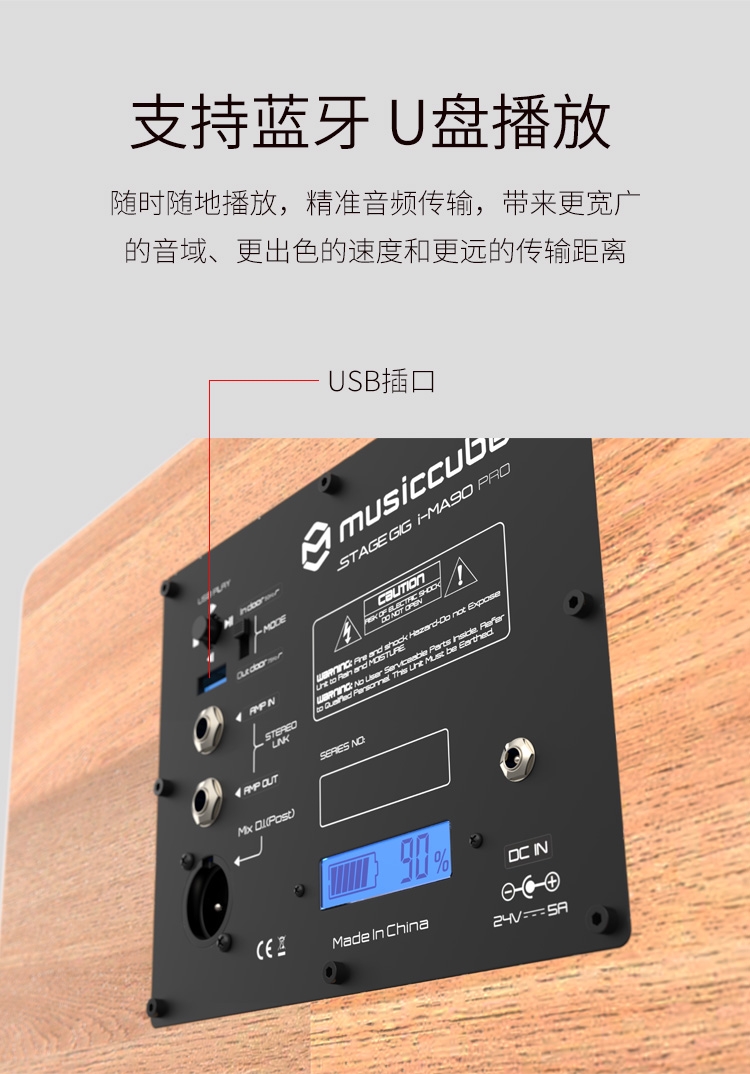 支持蓝牙 U盘播放
随时随地播放，精准音频传输，带来更宽广
的音域、更出色的速度和更远的传输距离
USB插口
musiccube
STAGE GIG i-MA90 PRO
CAUTION
RISK OF ELECTRIC SHOCK
DO NOT OPEN
WARNING: Fire and shock Hazard-Do not Expose
Unit to Rain and MOISTURE.
WARNING: No User Serviceable Parts Inside. Refer
to Qualified Personnel. This Unit Must be Earthed.
USB PLAY
Indoor
MODE
Outdoor
AMP IN
STEREO
LINK
AMP OUT
Mix D.I.(Post)
SERIES NO:
90%
DC IN
24V 5A
CE
Made In China